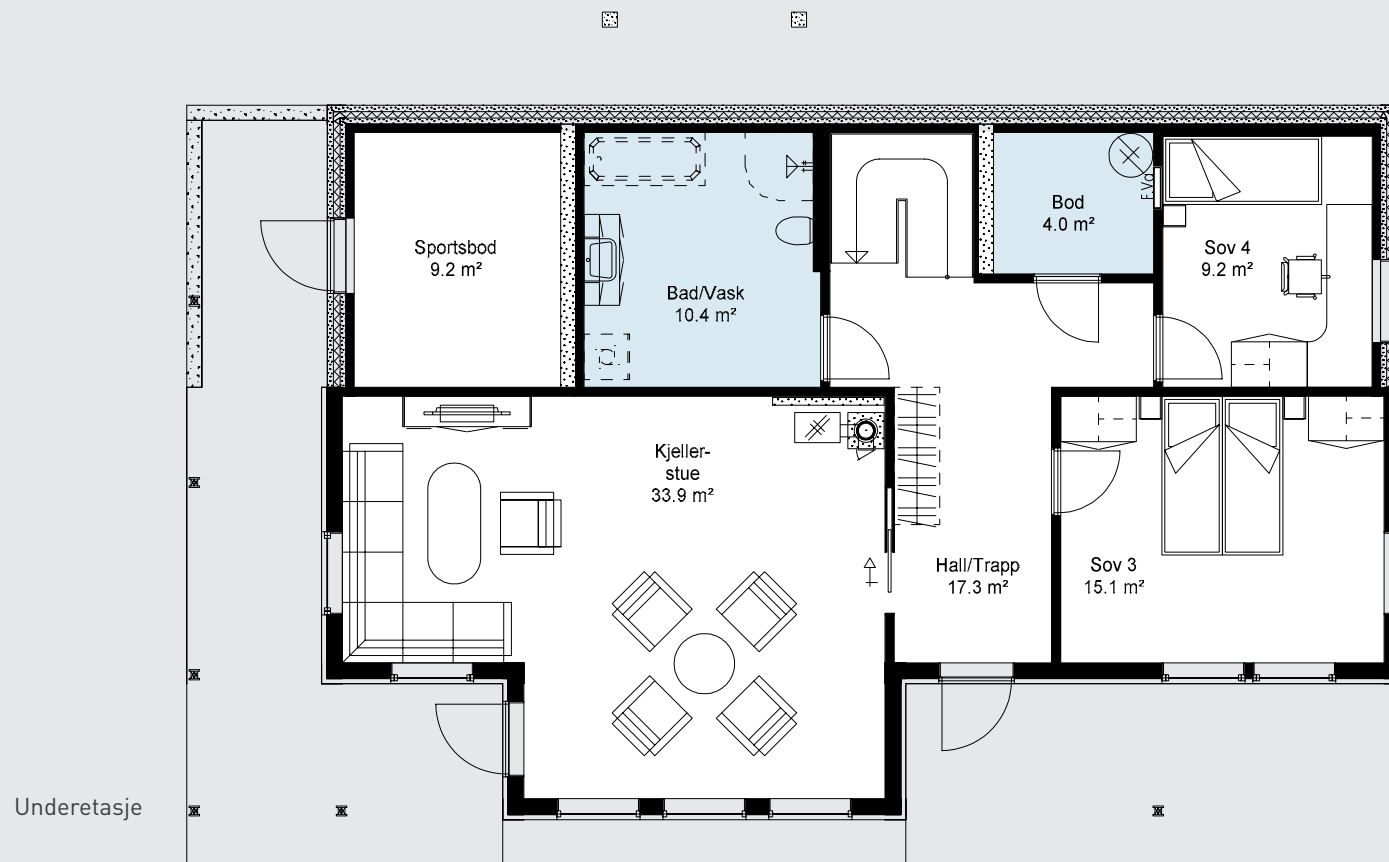 Sportsbod
9.2 m²
Bad/Vask
10.4 m²
Bod
4.0 m²
F.Vd
Sov 4
9.2 m²
Kjeller-
stue
33.9 m²
Hall/Trapp
17.3 m²
Sov 3
15.1 m²
Underetasje